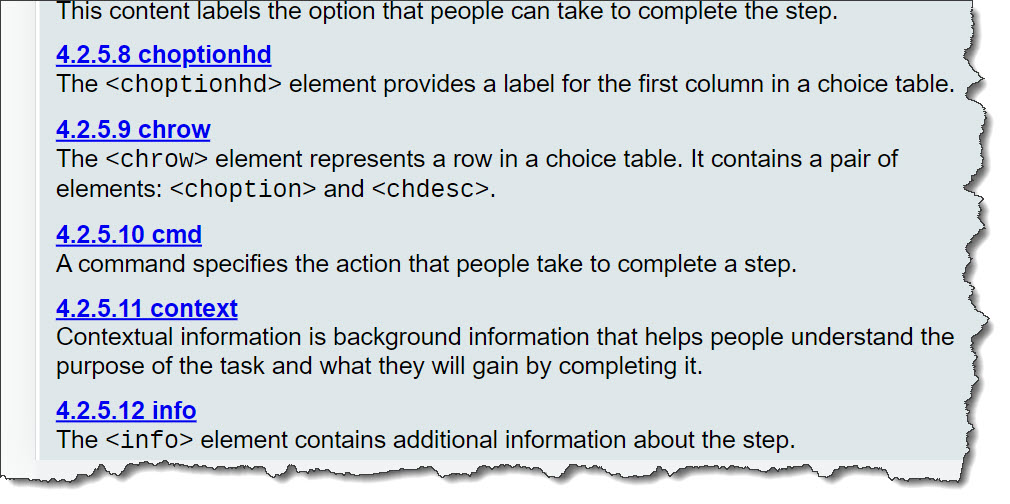 This content labels the option that people can take to complete the step.
4.2.5.8 choptionhd
The <choptionhd> element provides a label for the first column in a choice table.
4.2.5.9 chrow
The <chrow> element represents a row in a choice table. It contains a pair of
elements: <choption> and <chdesc>.
4.2.5.10 cmd
A command specifies the action that people take to complete a step.
4.2.5.11 context
Contextual information is background information that helps people understand the
purpose of the task and what they will gain by completing it.
4.2.5.12 info
The <info> element contains additional information about the step.